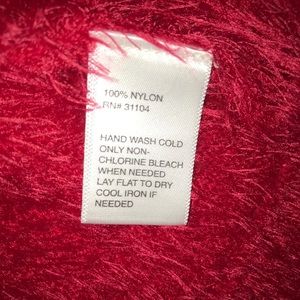 100% NYLON
RN# 31104
HAND WASH COLD
ONLY NON-
CHLORINE BLEACH
WHEN NEEDED
LAY FLAT TO DRY
COOL IRON IF
NEEDED